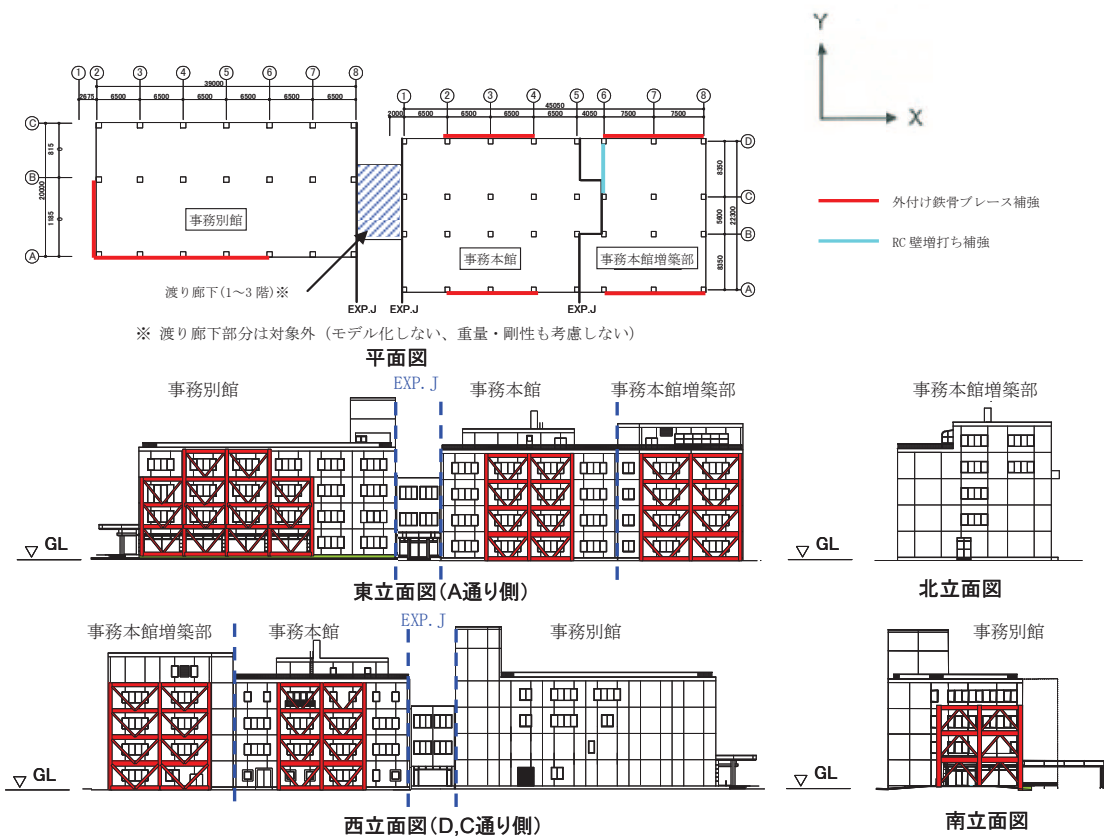 Y
X
① ② ③ ④ ⑤ ⑥ ⑦ ⑧
39000
2675 6500 6500 6500 6500 6500 6500
① ② ③ ④ ⑤ ⑥ ⑦ ⑧
45050
2000 6500 6500 6500 6500 4050 7500 7500
Ⓒ
815
0
Ⓑ
20000
1185
0
Ⓐ
Ⓓ
8350
Ⓒ
5600
22300
Ⓑ
8350
Ⓐ
事務別館
事務本館
事務本館増築部
外付け鉄骨ブレース補強
RC 壁増打ち補強
渡り廊下(1～3 階)※
EXP.J
EXP.J
EXP.J
※ 渡り廊下部分は対象外（モデル化しない、重量・剛性も考慮しない）
平面図
事務別館
EXP. J
事務本館
事務本館増築部
事務本館増築部
▽ GL
▽ GL
東立面図(A通り側)
北立面図
事務本館増築部
事務本館
EXP. J
事務別館
事務別館
▽ GL
▽ GL
西立面図(D,C通り側)
南立面図